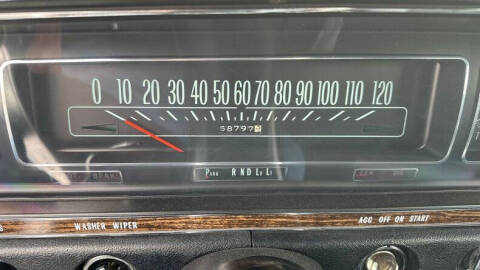 0 10 20 30 40 50 60 70 80 90 100 110 120
58797
PARK R N D L2 L1
WASHER WIPER
ACC OFF ON START